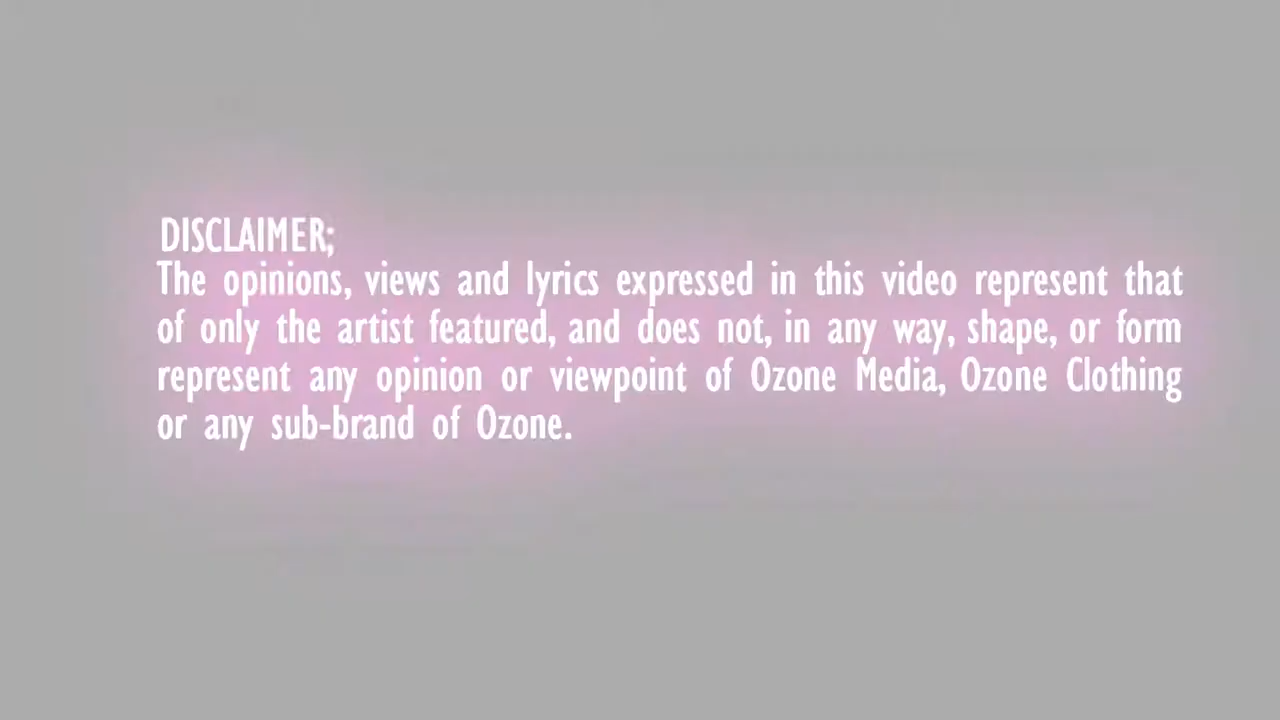 DISCLAIMER;
The opinions, views and lyrics expressed in this video represent that
of only the artist featured, and does not, in any way, shape, or form
represent any opinion or viewpoint of Ozone Media, Ozone Clothing
or any sub-brand of Ozone.